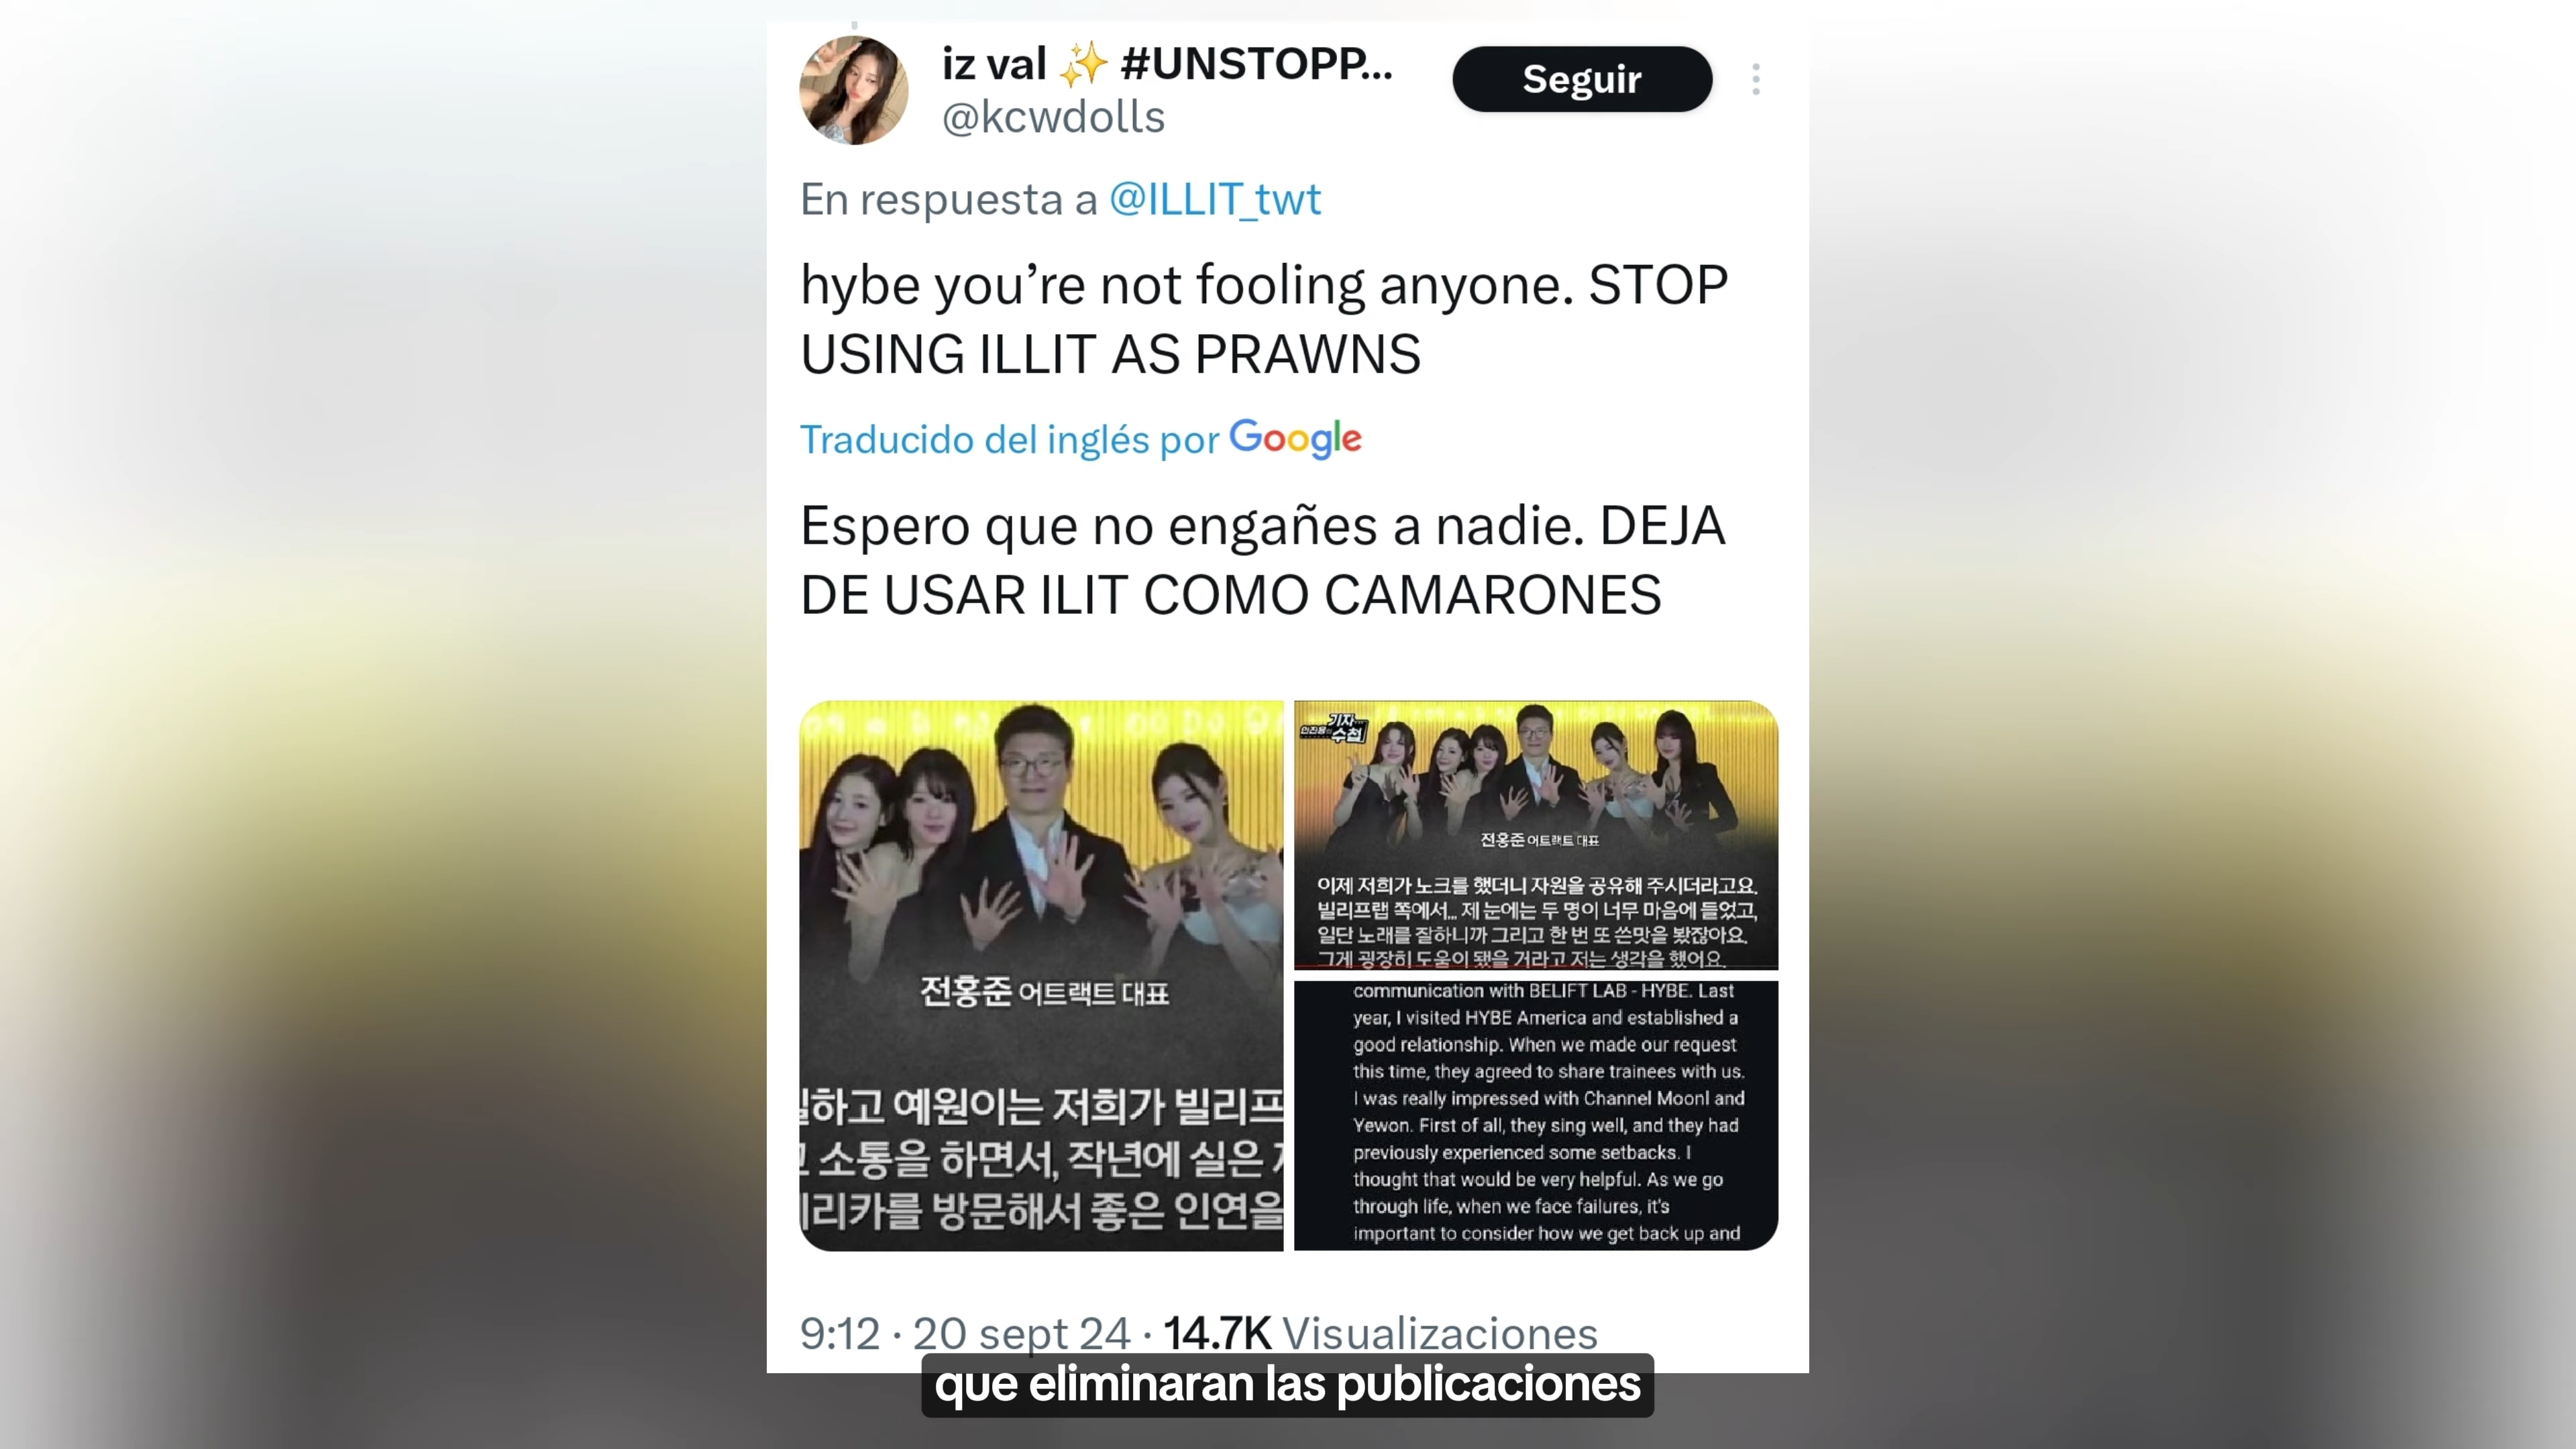 iz val ✨ #UNSTOPP...
Seguir
@kcwdolls
En respuesta a @ILLIT_twt
hybe you're not fooling anyone. STOP
USING ILLIT AS PRAWNS
Traducido del inglés por Google
Espero que no engañes a nadie. DEJA
DE USAR ILIT COMO CAMARONES
전홍준 어트랙트 대표
하고 예원이는 저희가 빌리프
소통을 하면서, 작년에 실은
리카를 방문해서 좋은 인연을
기자
수첩
전홍준 어트랙트 대표
이제 저희가 노크를 했더니 자원을 공유해 주시더라고요.
빌리프랩 쪽에서... 제 눈에는 두 명이 너무 마음에 들었고,
일단 노래를 잘하니까 그리고 한 번 또 쓴맛을 봤잖아요.
그게 굉장히 도움이 됐을 거라고 저는 생각을 했어요.
communication with BELIFT LAB - HYBE. Last
year, I visited HYBE America and established a
good relationship. When we made our request
this time, they agreed to share trainees with us.
I was really impressed with Channel Moonl and
Yewon. First of all, they sing well, and they had
previously experienced some setbacks. I
thought that would be very helpful. As we go
through life, when we face failures, it's
important to consider how we get back up and
9:12 · 20 sept 24 · 14.7K Visualizaciones
que eliminaran las publicaciones